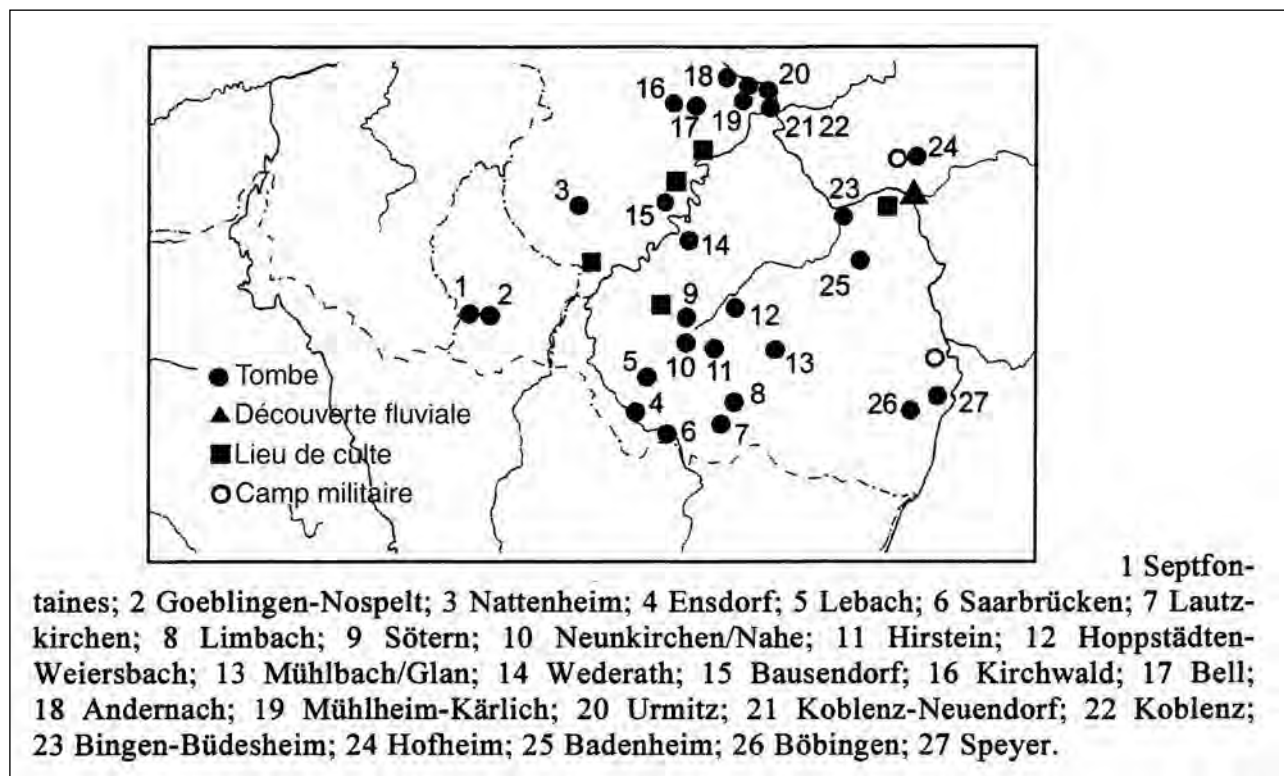 18
20
16
17
19
21 22
24
3
23
15
14
25
1
2
9
12
10
11
13
5
4
8
6
7
26
27
Tombe
Découverte fluviale
Lieu de culte
Camp militaire
1 Septfon-
taines; 2 Goeblingen-Nospelt; 3 Nattenheim; 4 Ensdorf; 5 Lebach; 6 Saarbrücken; 7 Lautz-
kirchen; 8 Limbach; 9 Sötern; 10 Neunkirchen/Nahe; 11 Hirstein; 12 Hoppstädten-
Weiersbach; 13 Mühlbach/Glan; 14 Wederath; 15 Bausendorf; 16 Kirchwald; 17 Bell;
18 Andernach; 19 Mühlheim-Kärlich; 20 Urmitz; 21 Koblenz-Neuendorf; 22 Koblenz;
23 Bingen-Büdesheim; 24 Hofheim; 25 Badenheim; 26 Böbingen; 27 Speyer.